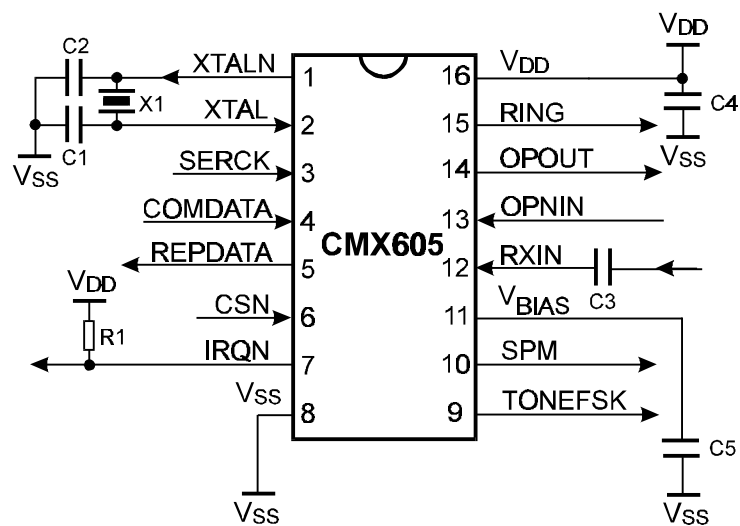 C2
XTALN
1
X1
XTAL
2
C1
VSS
SERCK
3
COMDATA
4
REPDATA
5
VDD
CSN
6
R1
IRQN
7
VSS
8
VSS
CMX605
VDD
16
VDD
C4
15
RING
VSS
14
OPOUT
13
OPNIN
12
RXIN
C3
11
VBIAS
10
SPM
9
TONEFSK
C5
VSS